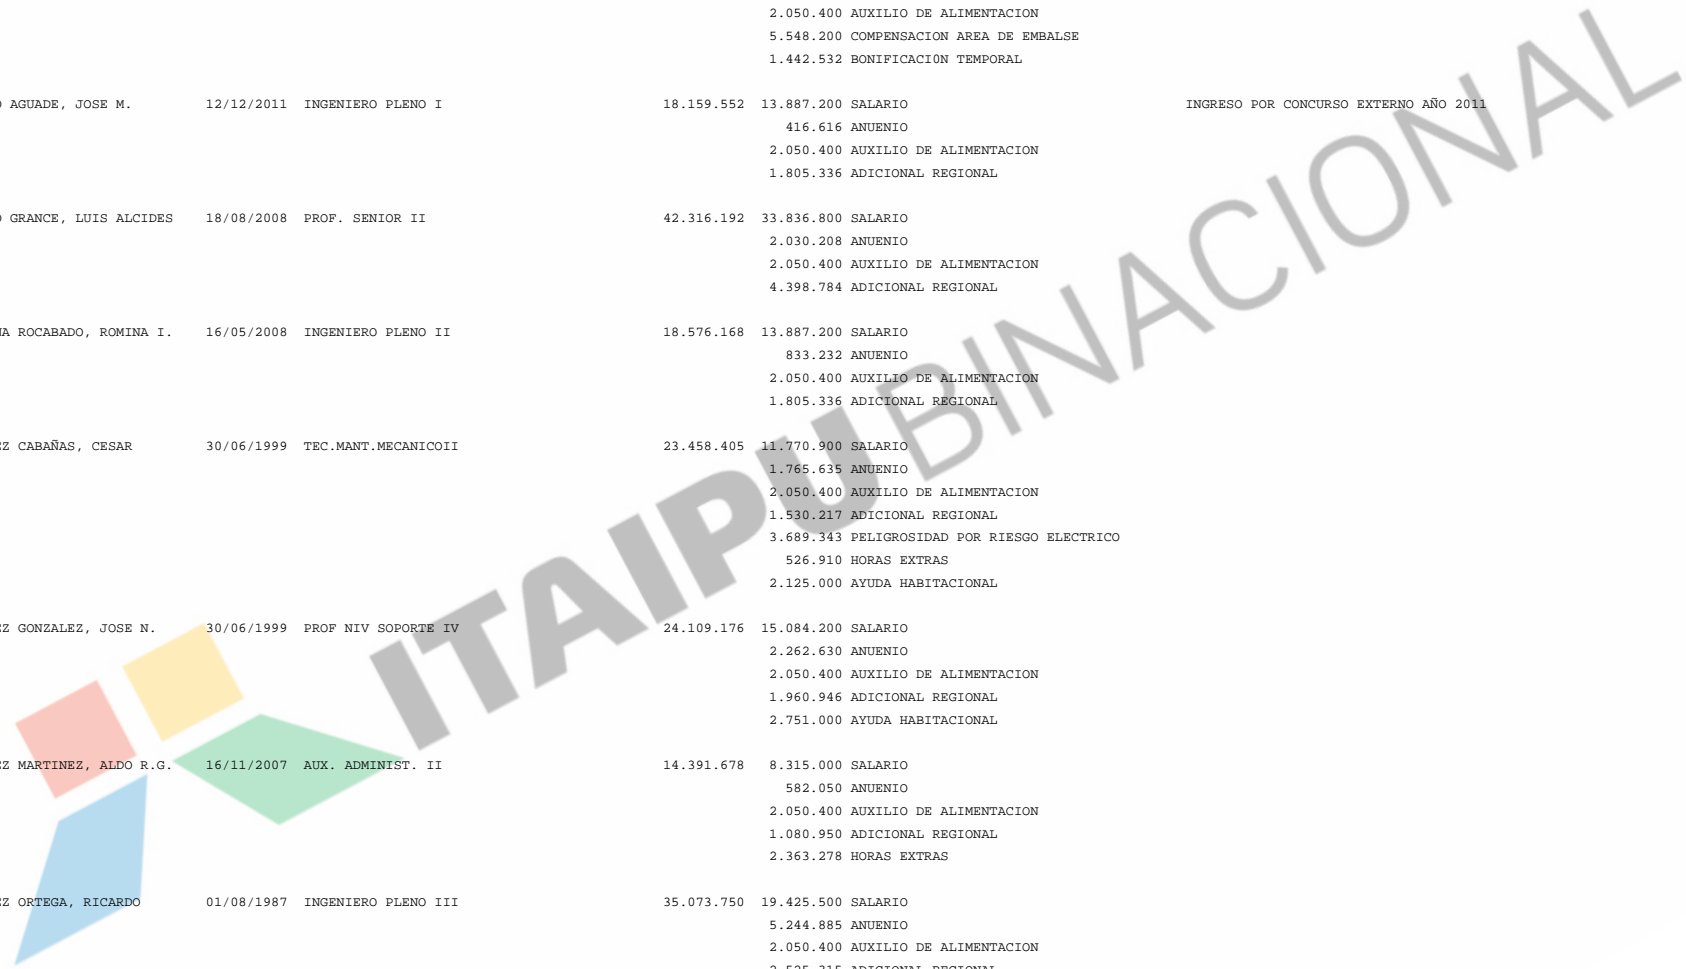 2.050.400 AUXILIO DE ALIMENTACION
5.548.200 COMPENSACION AREA DE EMBALSE
1.442.532 BONIFICACI0N TEMPORAL
AGUADE, JOSE M. 12/12/2011 INGENIERO PLENO I 18.159.552 13.887.200 SALARIO INGRESO POR CONCURSO EXTERNO AÑO 2011
416.616 ANUENIO
2.050.400 AUXILIO DE ALIMENTACION
1.805.336 ADICIONAL REGIONAL
GRANCE, LUIS ALCIDES 18/08/2008 PROF. SENIOR II 42.316.192 33.836.800 SALARIO
2.030.208 ANUENIO
2.050.400 AUXILIO DE ALIMENTACION
4.398.784 ADICIONAL REGIONAL
NA ROCABADO, ROMINA I. 16/05/2008 INGENIERO PLENO II 18.576.168 13.887.200 SALARIO
833.232 ANUENIO
2.050.400 AUXILIO DE ALIMENTACION
1.805.336 ADICIONAL REGIONAL
EZ CABAÑAS, CESAR 30/06/1999 TEC.MANT.MECANICOII 23.458.405 11.770.900 SALARIO
1.765.635 ANUENIO
2.050.400 AUXILIO DE ALIMENTACION
1.530.217 ADICIONAL REGIONAL
3.689.343 PELIGROSIDAD POR RIESGO ELECTRICO
526.910 HORAS EXTRAS
2.125.000 AYUDA HABITACIONAL
EZ GONZALEZ, JOSE N. 30/06/1999 PROF NIV SOPORTE IV 24.109.176 15.084.200 SALARIO
2.262.630 ANUENIO
2.050.400 AUXILIO DE ALIMENTACION
1.960.946 ADICIONAL REGIONAL
2.751.000 AYUDA HABITACIONAL
EZ MARTINEZ, ALDO R.G. 16/11/2007 AUX. ADMINIST. II 14.391.678 8.315.000 SALARIO
582.050 ANUENIO
2.050.400 AUXILIO DE ALIMENTACION
1.080.950 ADICIONAL REGIONAL
2.363.278 HORAS EXTRAS
EZ ORTEGA, RICARDO 01/08/1987 INGENIERO PLENO III 35.073.750 19.425.500 SALARIO
5.244.885 ANUENIO
2.050.400 AUXILIO DE ALIMENTACION
2.525.315 ADICIONAL REGIONAL
ITAIPU BINACIONAL